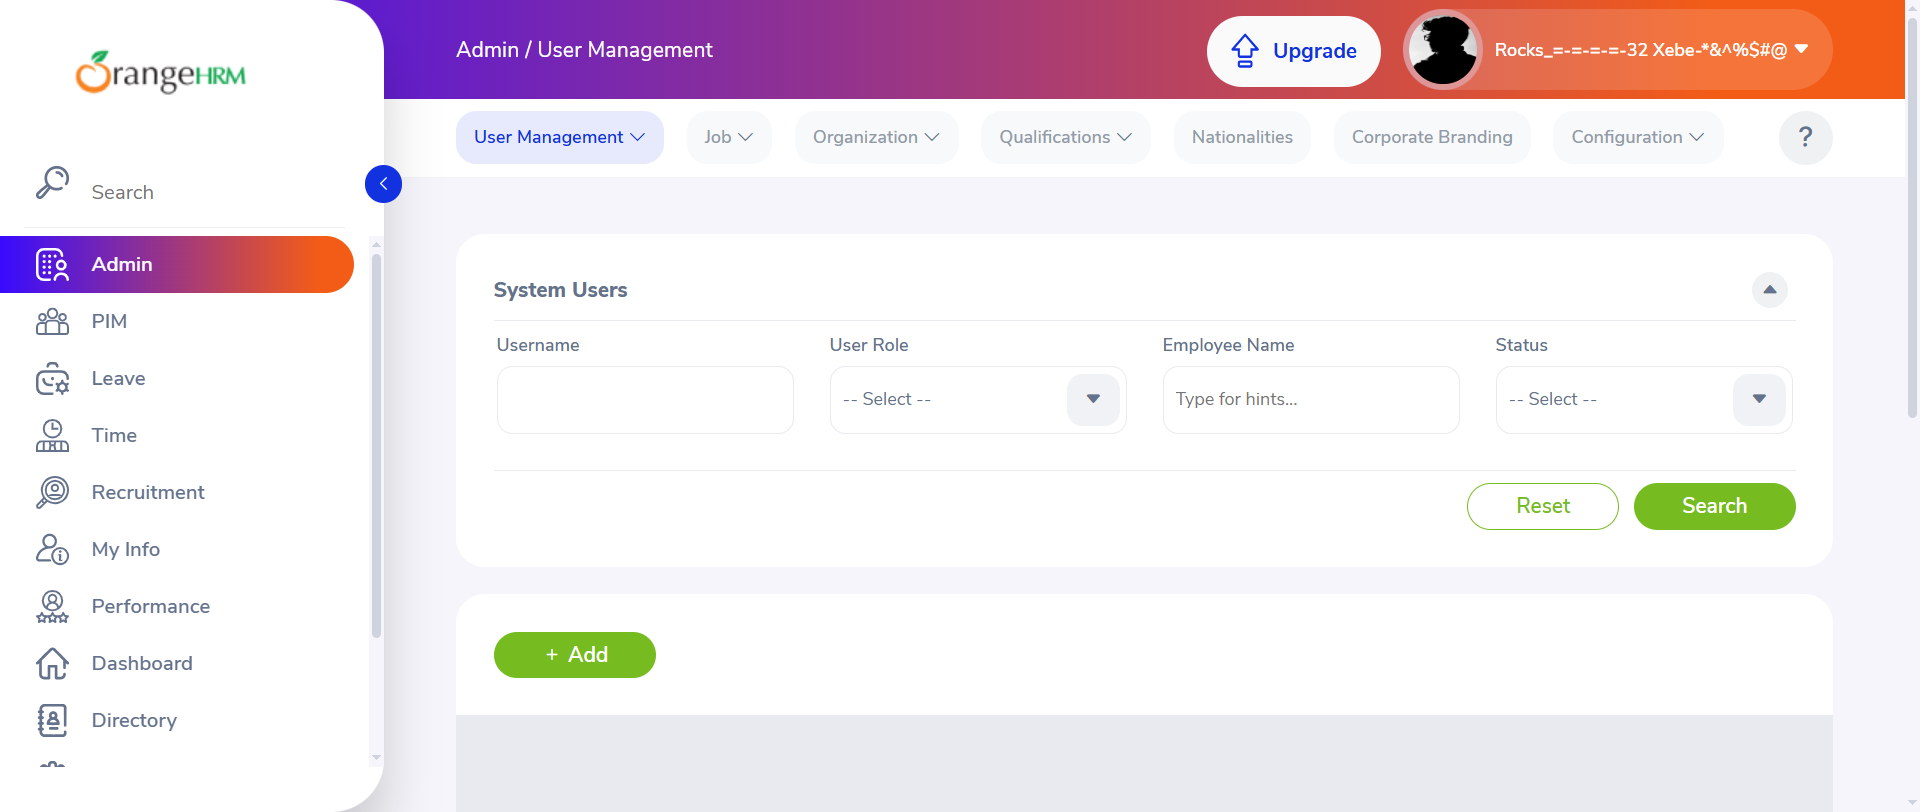 OrangeHRM
Search
Admin
PIM
Leave
Time
Recruitment
My Info
Performance
Dashboard
Directory
Admin / User Management
Upgrade
Rocks_=-=-=-=-32 Xebe-*&^%$#@
User Management
Job
Organization
Qualifications
Nationalities
Corporate Branding
Configuration
?
System Users
Username
User Role
Employee Name
Status
-- Select --
Type for hints...
-- Select --
Reset
Search
+ Add